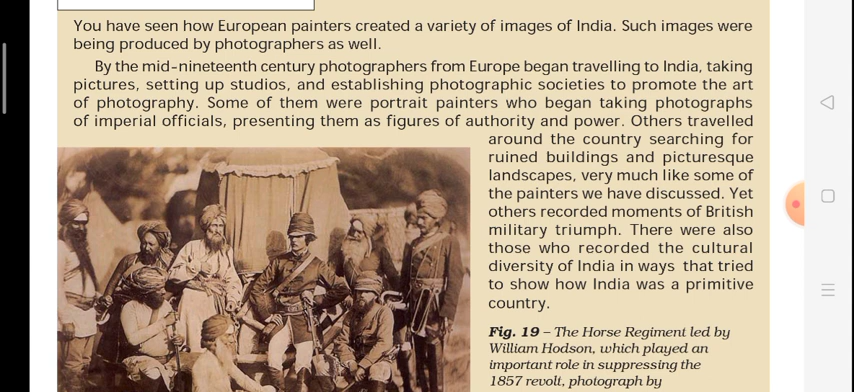 You have seen how European painters created a variety of images of India. Such images were
being produced by photographers as well.
By the mid-nineteenth century photographers from Europe began travelling to India, taking
pictures, setting up studios, and establishing photographic societies to promote the art
of photography. Some of them were portrait painters who began taking photographs
of imperial officials, presenting them as figures of authority and power. Others travelled
around the country searching for
ruined buildings and picturesque
landscapes, very much like some of
the painters we have discussed. Yet
others recorded moments of British
military triumph. There were also
those who recorded the cultural
diversity of India in ways that tried
to show how India was a primitive
country.
Fig. 19 – The Horse Regiment led by
William Hodson, which played an
important role in suppressing the
1857 revolt, photograph by